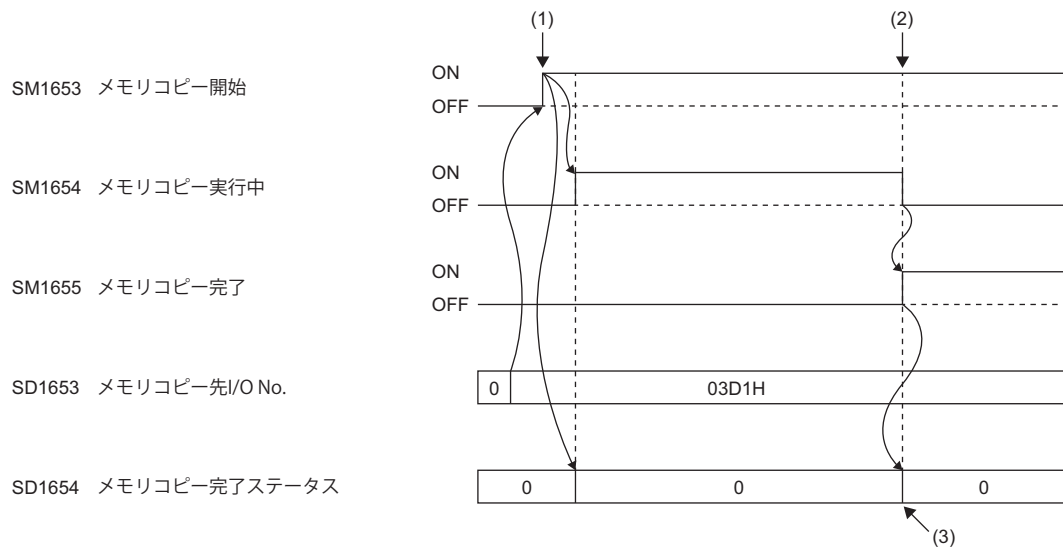 (1) (2)
SM1653 メモリコピー開始 ON
OFF
SM1654 メモリコピー実行中 ON
OFF
SM1655 メモリコピー完了 ON
OFF
SD1653 メモリコピー先I/O No. 0 03D1H
SD1654 メモリコピー完了ステータス 0 0 0
(3)